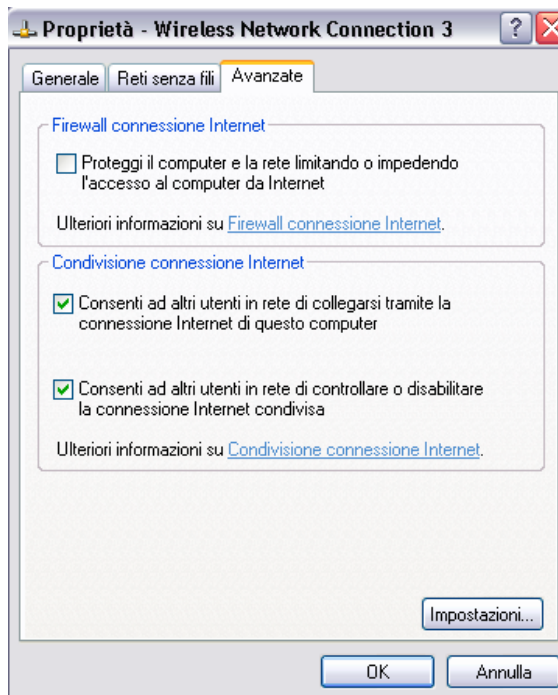 Proprietà - Wireless Network Connection 3
Generale Reti senza fili Avanzate
Firewall connessione Internet
Proteggi il computer e la rete limitando o impedendo
l'accesso al computer da Internet
Ulteriori informazioni su Firewall connessione Internet.
Condivisione connessione Internet
Consenti ad altri utenti in rete di collegarsi tramite la
connessione Internet di questo computer
Consenti ad altri utenti in rete di controllare o disabilitare
la connessione Internet condivisa
Ulteriori informazioni su Condivisione connessione Internet.
Impostazioni...
OK Annulla